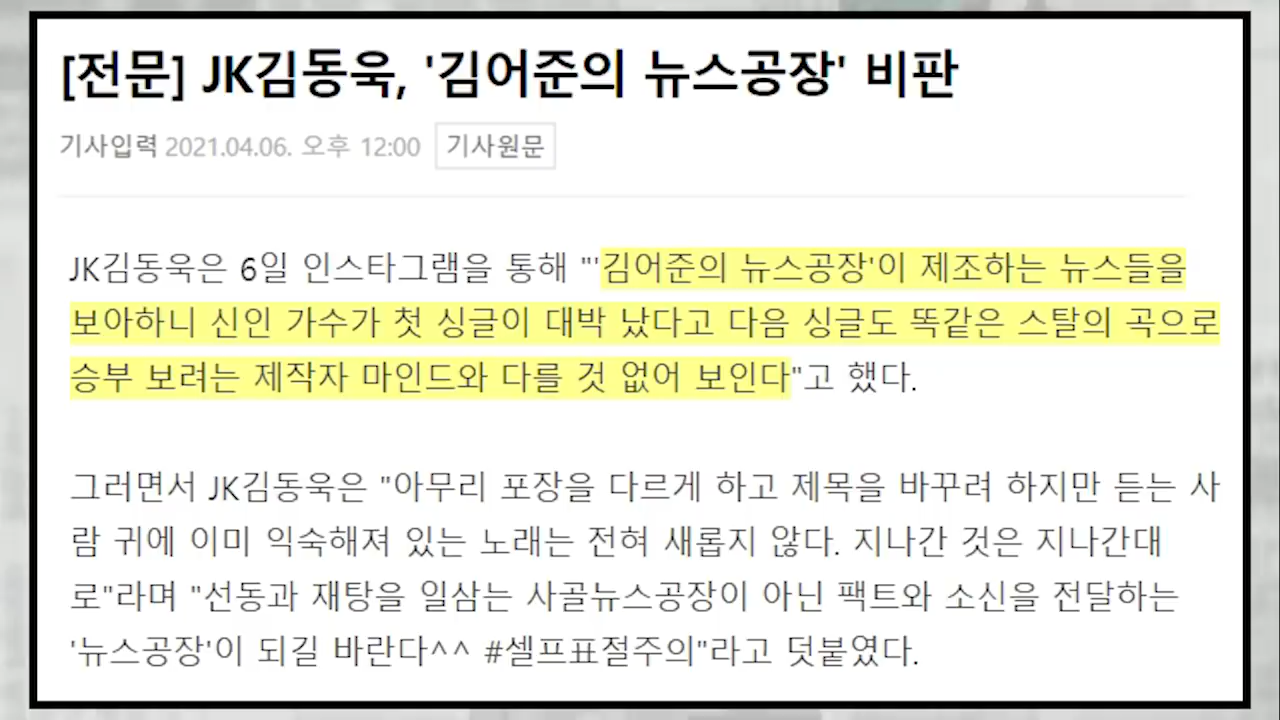 [전문] JK김동욱, '김어준의 뉴스공장' 비판
기사입력 2021.04.06. 오후 12:00 기사원문
JK김동욱은 6일 인스타그램을 통해 "'김어준의 뉴스공장'이 제조하는 뉴스들을
보아하니 신인 가수가 첫 싱글이 대박 났다고 다음 싱글도 똑같은 스탈의 곡으로
승부 보려는 제작자 마인드와 다를 것 없어 보인다"고 했다.
그러면서 JK김동욱은 "아무리 포장을 다르게 하고 제목을 바꾸려 하지만 듣는 사
람 귀에 이미 익숙해져 있는 노래는 전혀 새롭지 않다. 지나간 것은 지나간대
로"라며 "선동과 재탕을 일삼는 사골뉴스공장이 아닌 팩트와 소신을 전달하는
'뉴스공장'이 되길 바란다^^ #셀프표절주의"라고 덧붙였다.